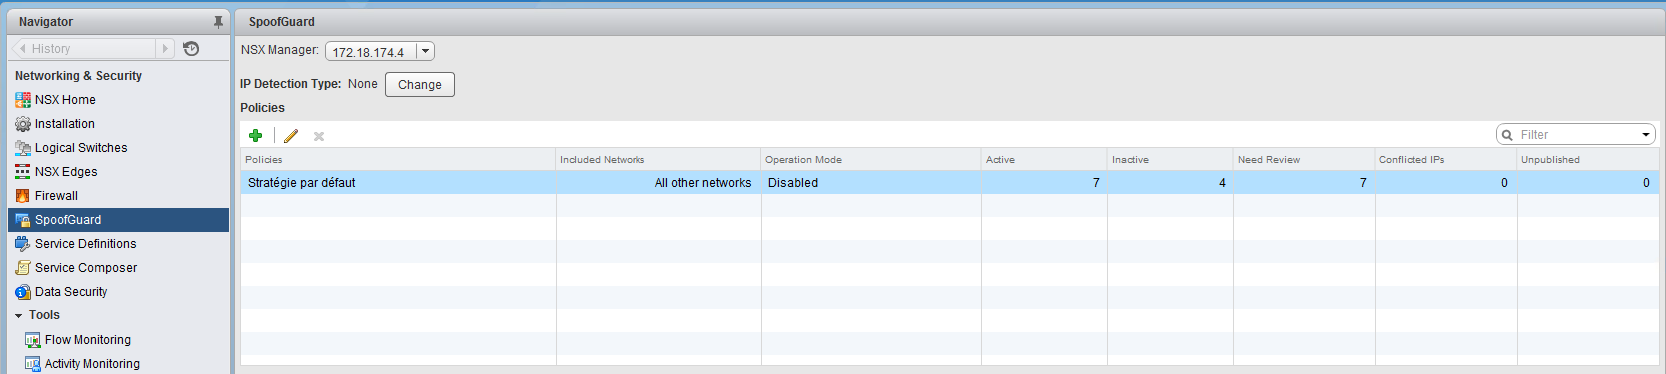 Navigator
History
Networking & Security
NSX Home
Installation
Logical Switches
NSX Edges
Firewall
SpoofGuard
Service Definitions
Service Composer
Data Security
Tools
Flow Monitoring
Activity Monitoring
SpoofGuard
NSX Manager: 172.18.174.4
IP Detection Type: None Change
Policies
Filter
Policies Included Networks Operation Mode Active Inactive Need Review Conflicted IPs Unpublished
Stratégie par défaut All other networks Disabled 7 4 7 0 0